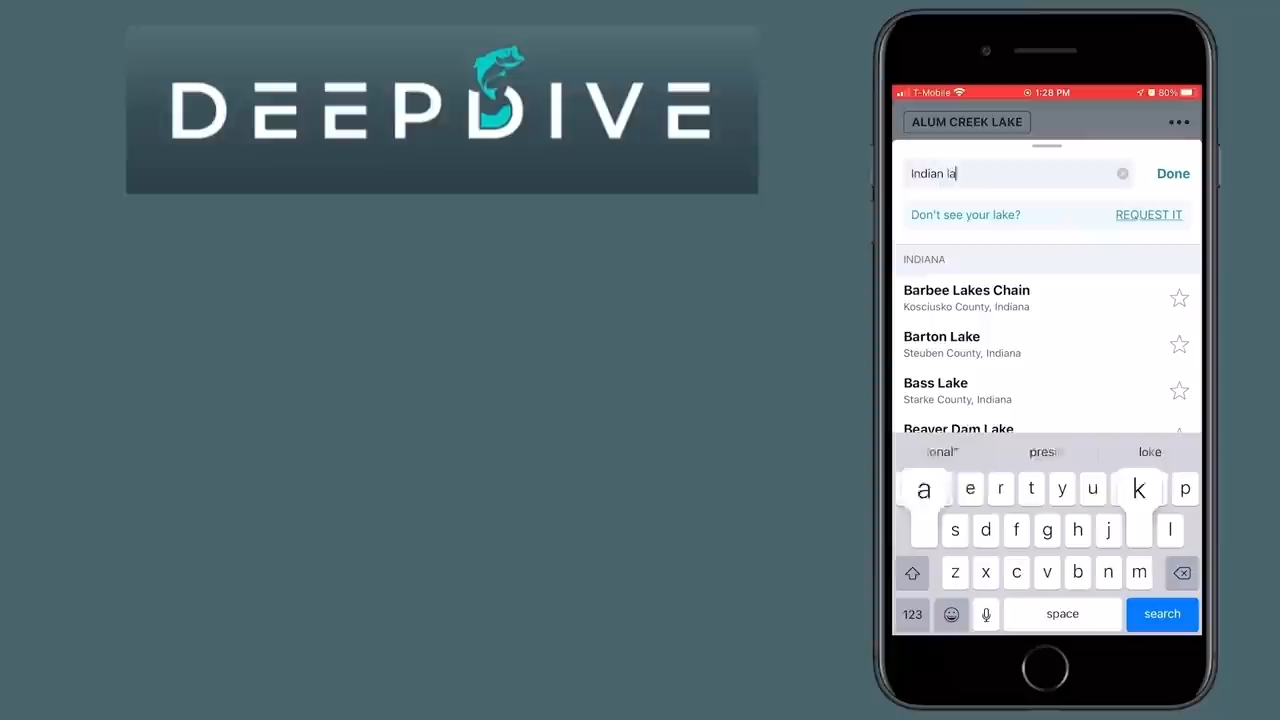 DEEPDIVE
T-Mobile 1:28 PM 80%
ALUM CREEK LAKE
Indian la Done
Don't see your lake? REQUEST IT
INDIANA
Barbee Lakes Chain
Kosciusko County, Indiana
Barton Lake
Steuben County, Indiana
Bass Lake
Starke County, Indiana
Beaver Dam Lake
loke
a e r t y u k p
s d f g h j l
z x c v b n m
123 space search